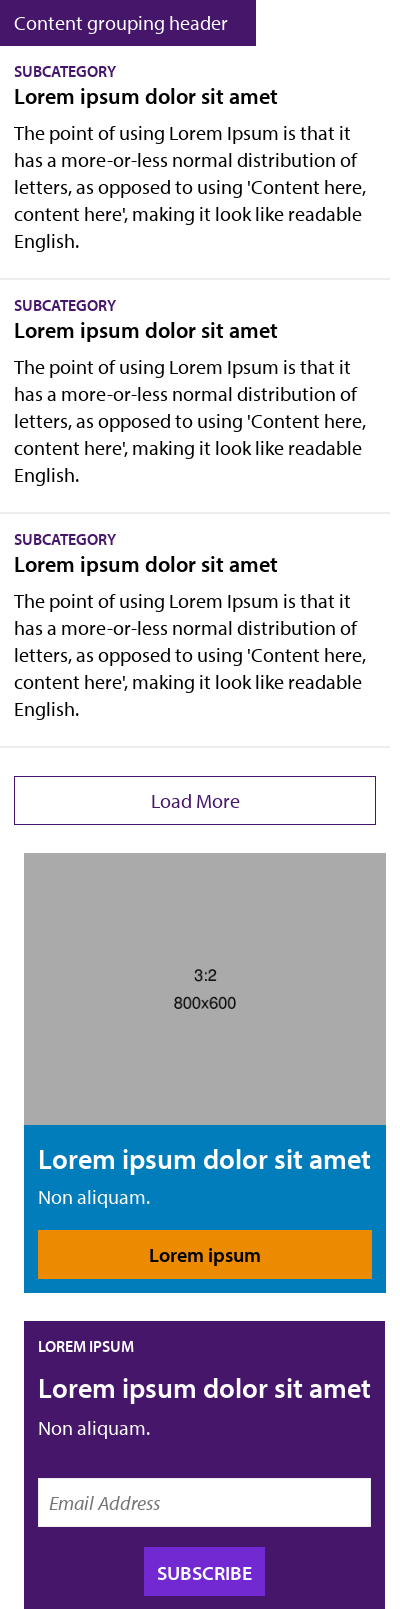 Content grouping header
SUBCATEGORY
Lorem ipsum dolor sit amet
The point of using Lorem Ipsum is that it
has a more-or-less normal distribution of
letters, as opposed to using 'Content here,
content here', making it look like readable
English.
SUBCATEGORY
Lorem ipsum dolor sit amet
The point of using Lorem Ipsum is that it
has a more-or-less normal distribution of
letters, as opposed to using 'Content here,
content here', making it look like readable
English.
SUBCATEGORY
Lorem ipsum dolor sit amet
The point of using Lorem Ipsum is that it
has a more-or-less normal distribution of
letters, as opposed to using 'Content here,
content here', making it look like readable
English.
Load More
3:2
800x600
Lorem ipsum dolor sit amet
Non aliquam.
Lorem ipsum
LOREM IPSUM
Lorem ipsum dolor sit amet
Non aliquam.
Email Address
SUBSCRIBE